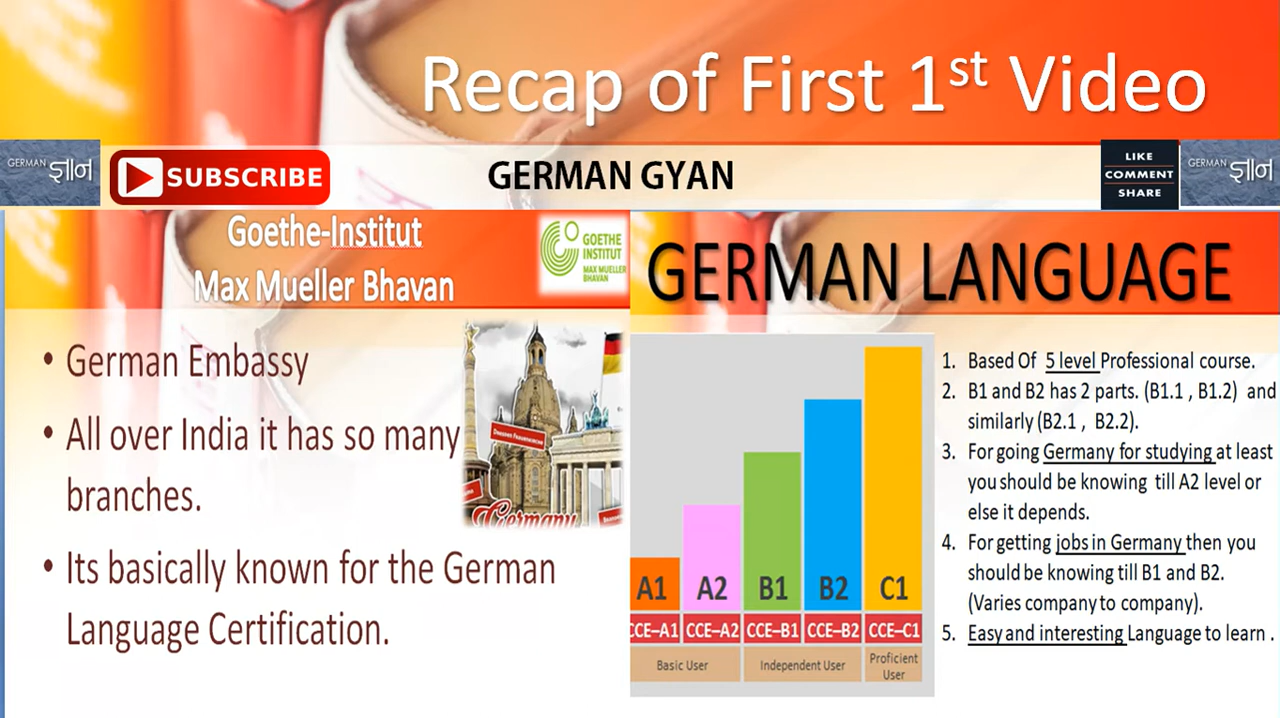 Recap of First 1st Video
GERMAN ज्ञान
SUBSCRIBE
GERMAN GYAN
LIKE
COMMENT
SHARE
GERMAN ज्ञान
Goethe-Institut
Max Mueller Bhavan
GOETHE
INSTITUT
MAX MUELLER
BHAVAN
• German Embassy
• All over India it has so many
branches.
• Its basically known for the German
Language Certification.
Dresden Frauenkirche
Germany
GERMAN LANGUAGE
A1
A2
B1
B2
C1
CCE–A1
CCE–A2
CCE–B1
CCE–B2
CCE–C1
Basic User
Independent User
Proficient
User
1. Based Of 5 level Professional course.
2. B1 and B2 has 2 parts. (B1.1 , B1.2) and
similarly (B2.1 , B2.2).
3. For going Germany for studying at least
you should be knowing till A2 level or
else it depends.
4. For getting jobs in Germany then you
should be knowing till B1 and B2.
(Varies company to company).
5. Easy and interesting Language to learn .